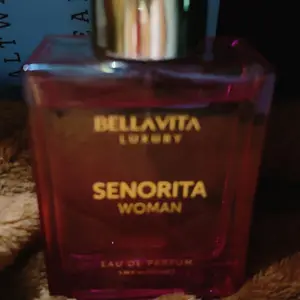 BELLAVITA
LUXURY
SENORITA
WOMAN
EAU DE PARFUM